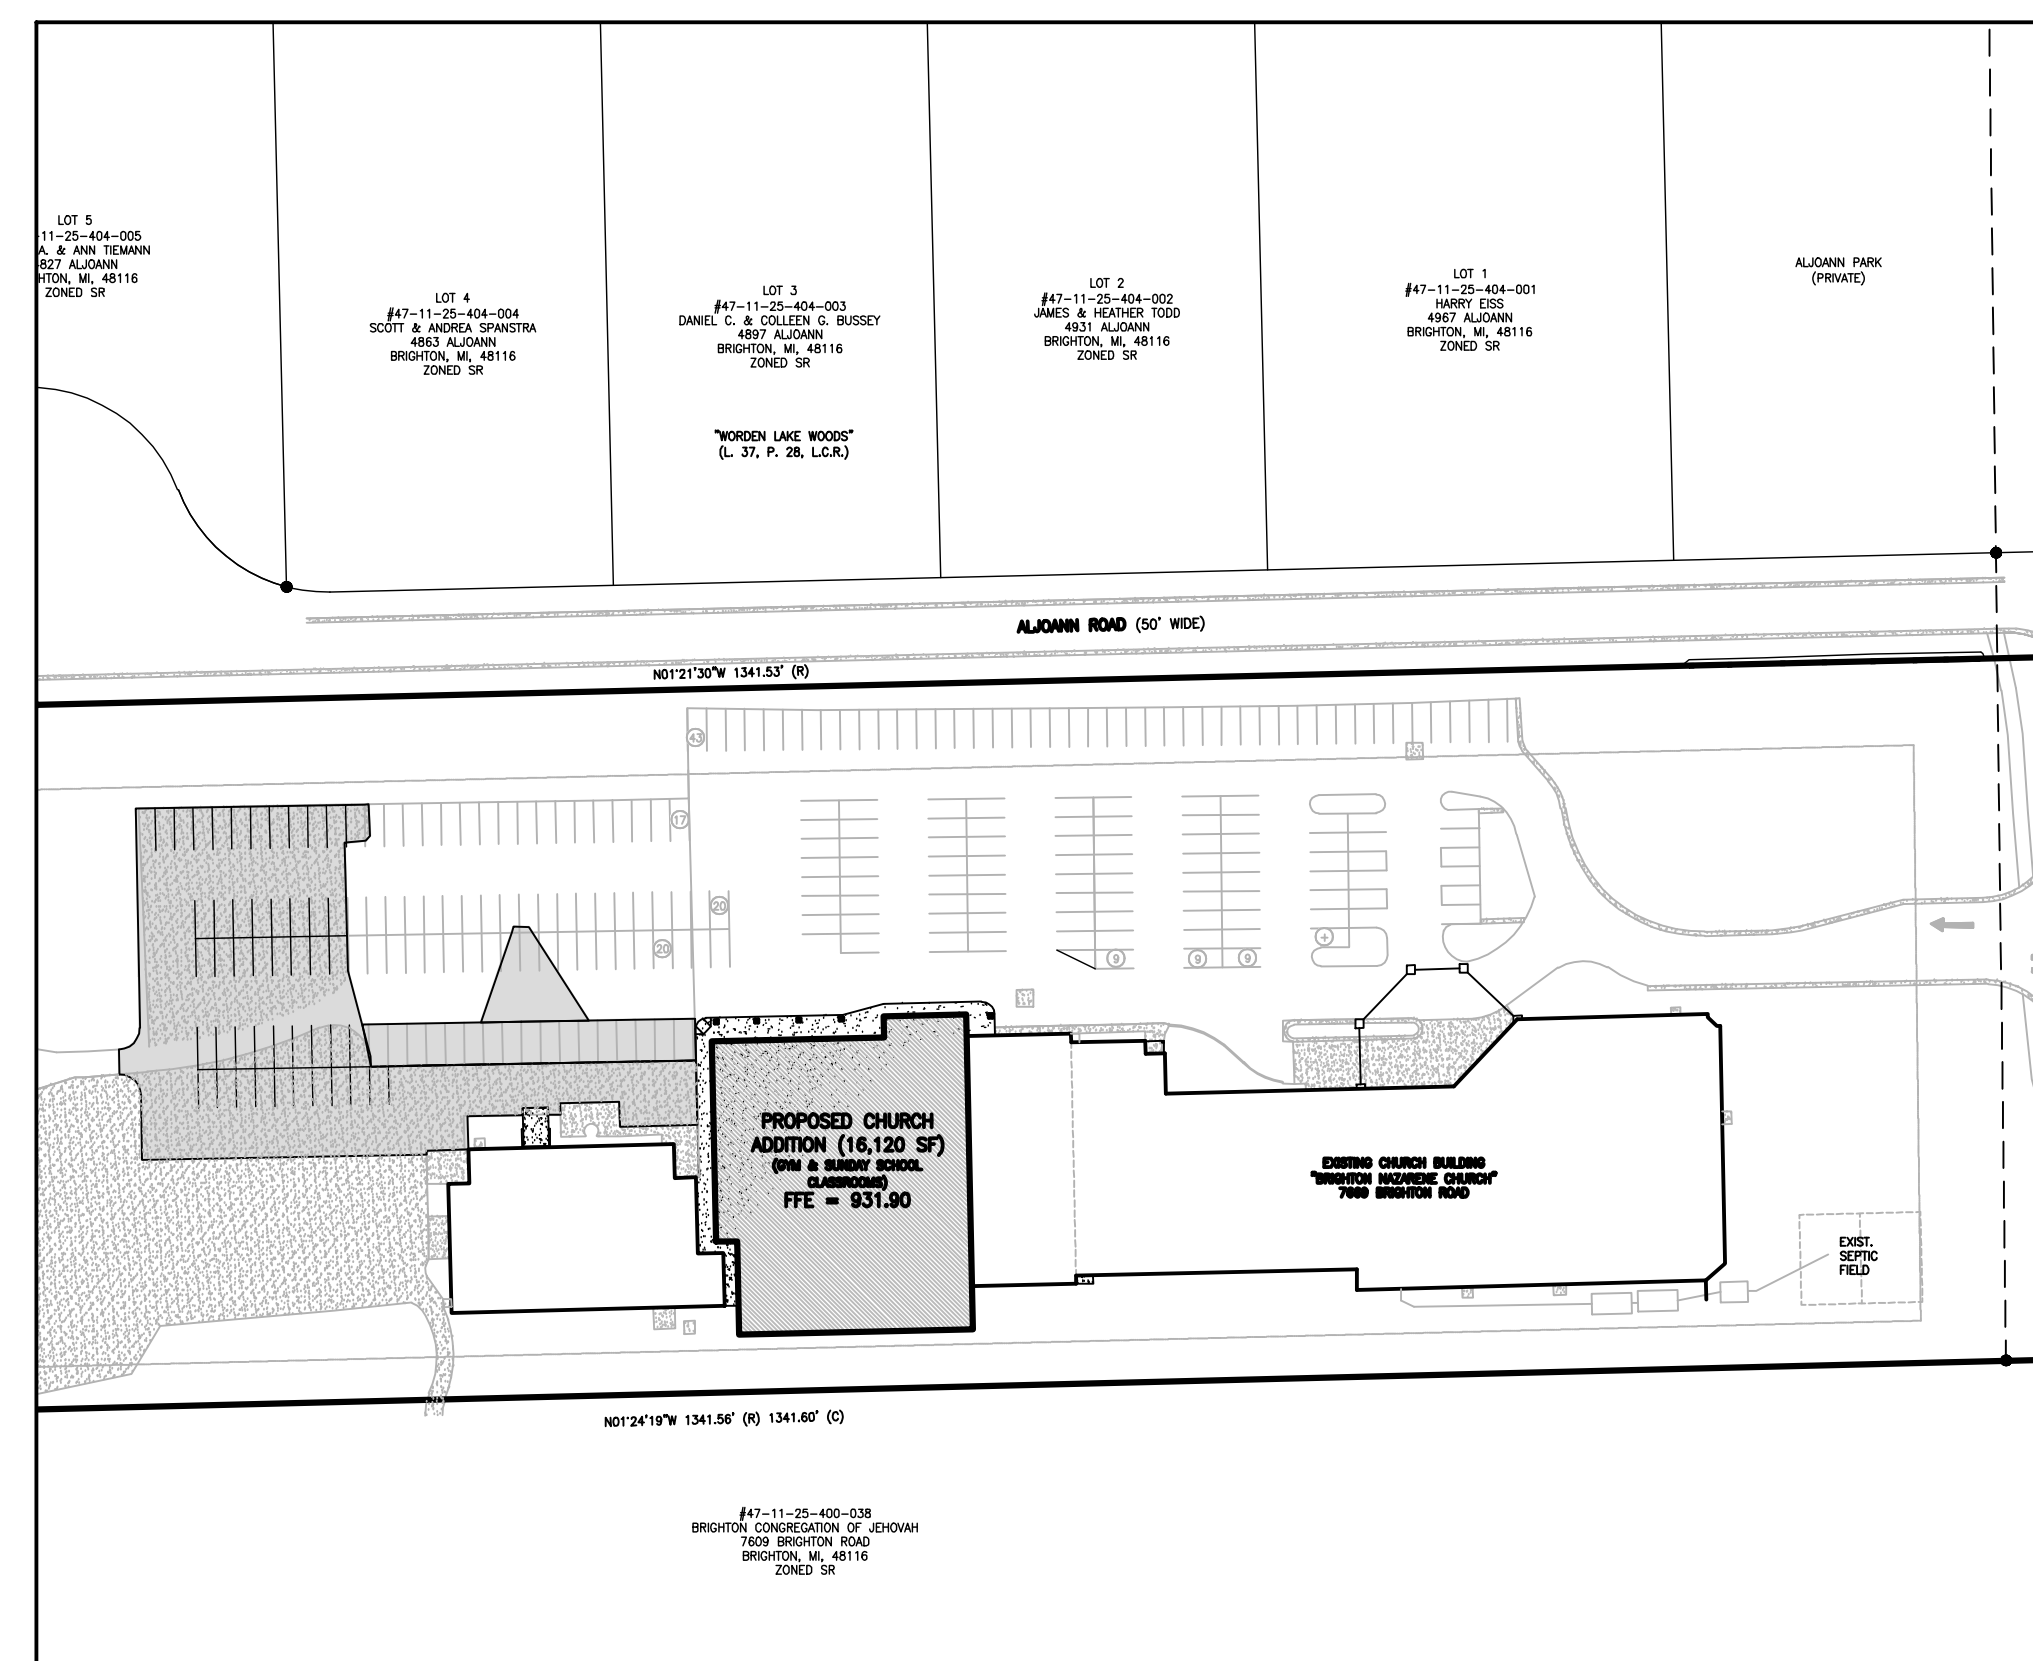 LOT 5
-11-25-404-005
A. & ANN TIEMANN
827 ALJOANN
HTON, MI, 48116
ZONED SR
LOT 4
#47-11-25-404-004
SCOTT & ANDREA SPANSTRA
4863 ALJOANN
BRIGHTON, MI, 48116
ZONED SR
LOT 3
#47-11-25-404-003
DANIEL C. & COLLEEN G. BUSSEY
4897 ALJOANN
BRIGHTON, MI, 48116
ZONED SR
"WORDEN LAKE WOODS"
(L. 37, P. 28, L.C.R.)
LOT 2
#47-11-25-404-002
JAMES & HEATHER TODD
4931 ALJOANN
BRIGHTON, MI, 48116
ZONED SR
LOT 1
#47-11-25-404-001
HARRY EISS
4967 ALJOANN
BRIGHTON, MI, 48116
ZONED SR
ALJOANN PARK
(PRIVATE)
ALJOANN ROAD (50' WIDE)
N01°21'30"W 1341.53' (R)
43
17
20
20
9
9
9
PROPOSED CHURCH
ADDITION (16,120 SF)
(GYM & SUNDAY SCHOOL
CLASSROOMS)
FFE = 931.90
EXISTING CHURCH BUILDING
"BRIGHTON NAZARENE CHURCH"
7669 BRIGHTON ROAD
EXIST.
SEPTIC
FIELD
N01°24'19"W 1341.56' (R) 1341.60' (C)
#47-11-25-400-038
BRIGHTON CONGREGATION OF JEHOVAH
7609 BRIGHTON ROAD
BRIGHTON, MI, 48116
ZONED SR